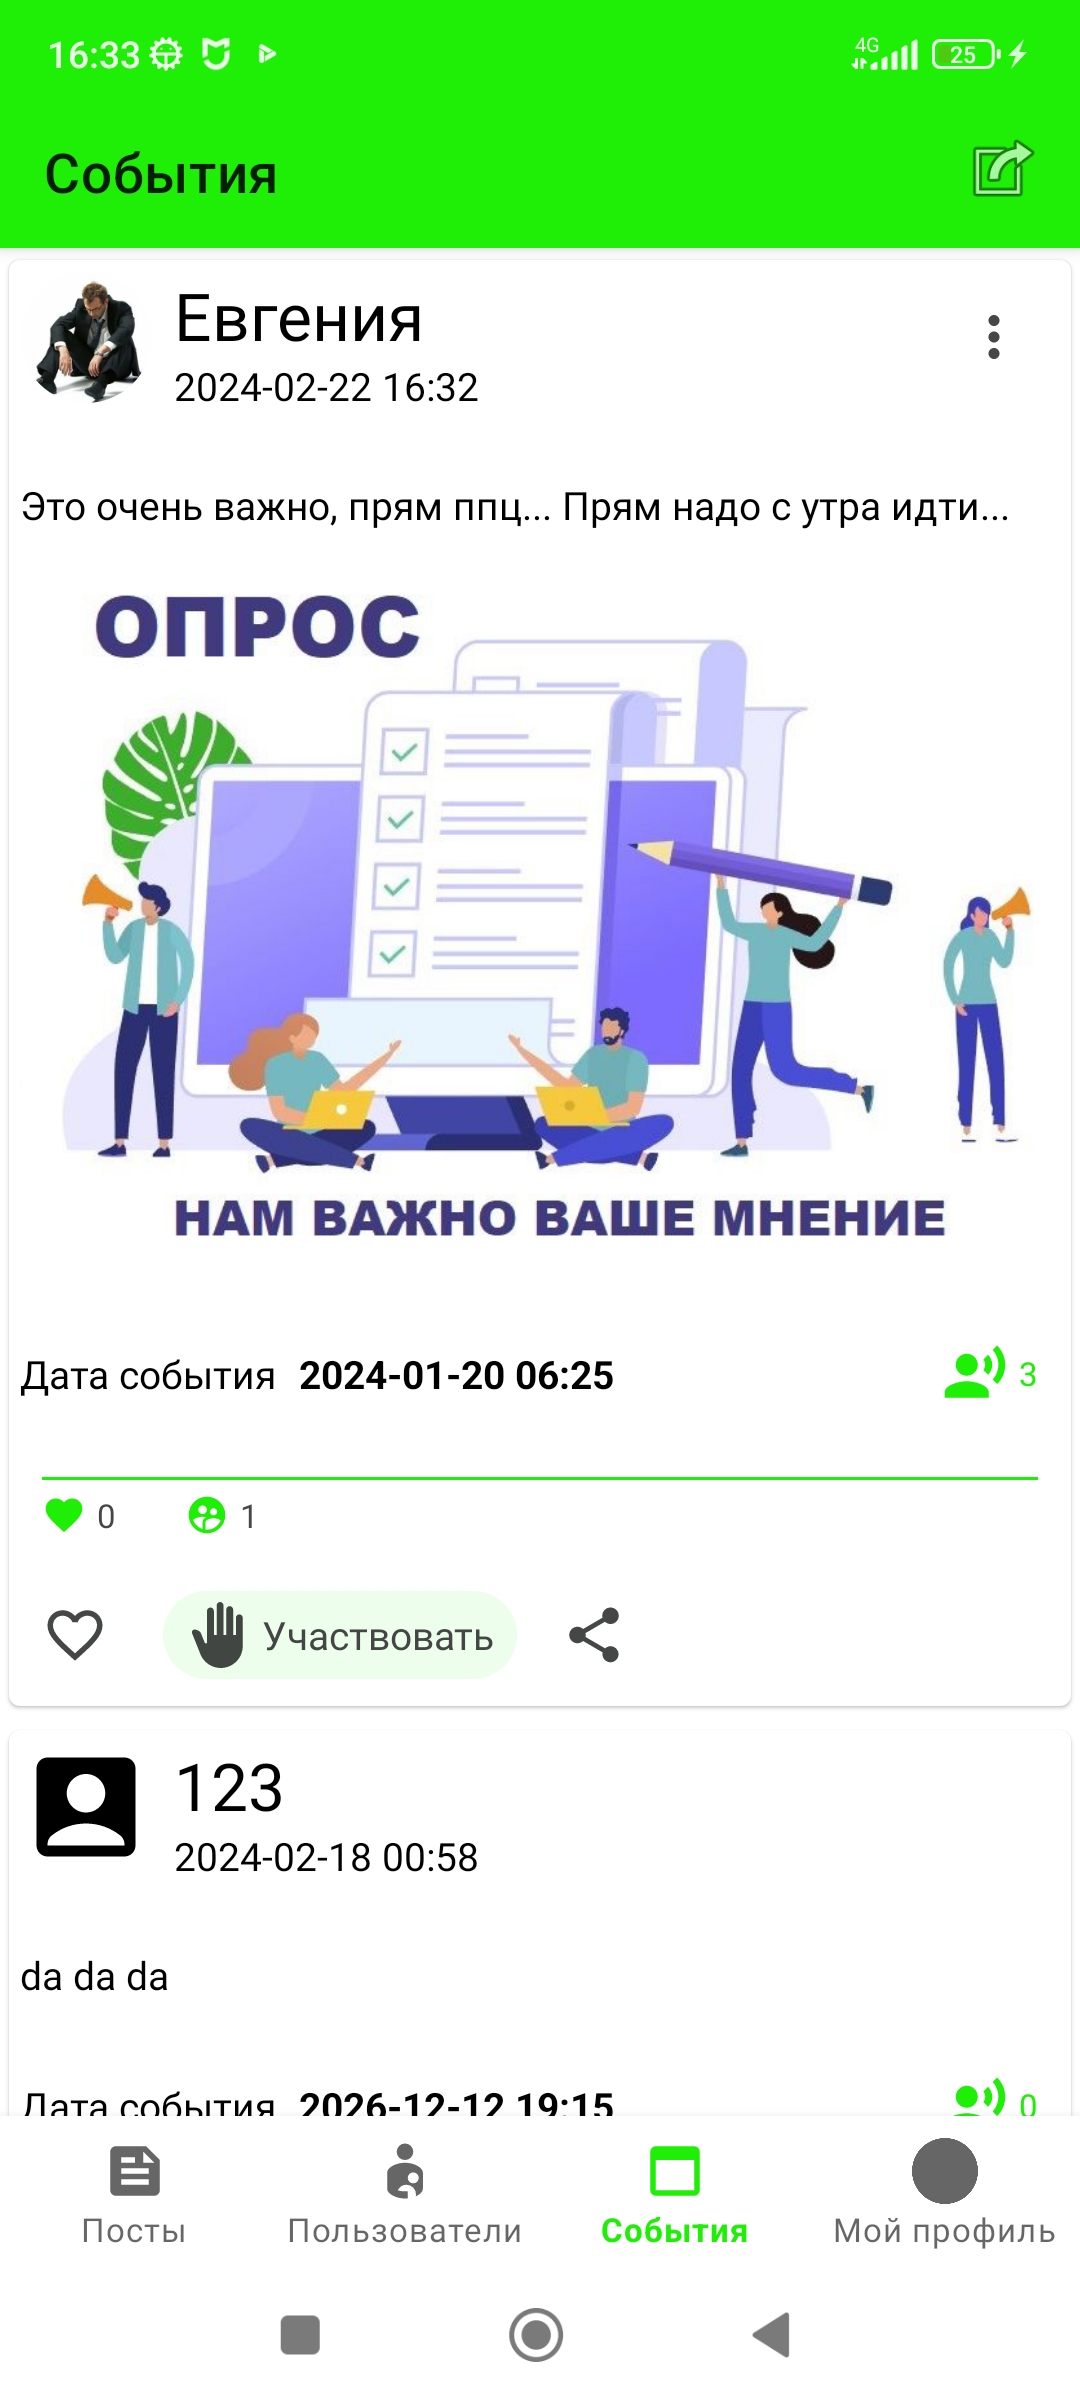 16:33
4G
25
События
Евгения
2024-02-22 16:32
Это очень важно, прям ппц... Прям надо с утра идти...
ОПРОС
НАМ ВАЖНО ВАШЕ МНЕНИЕ
Дата события 2024-01-20 06:25
3
0 1
Участвовать
123
2024-02-18 00:58
da da da
Дата события 2026-12-12 19:15
0
Посты Пользователи События Мой профиль